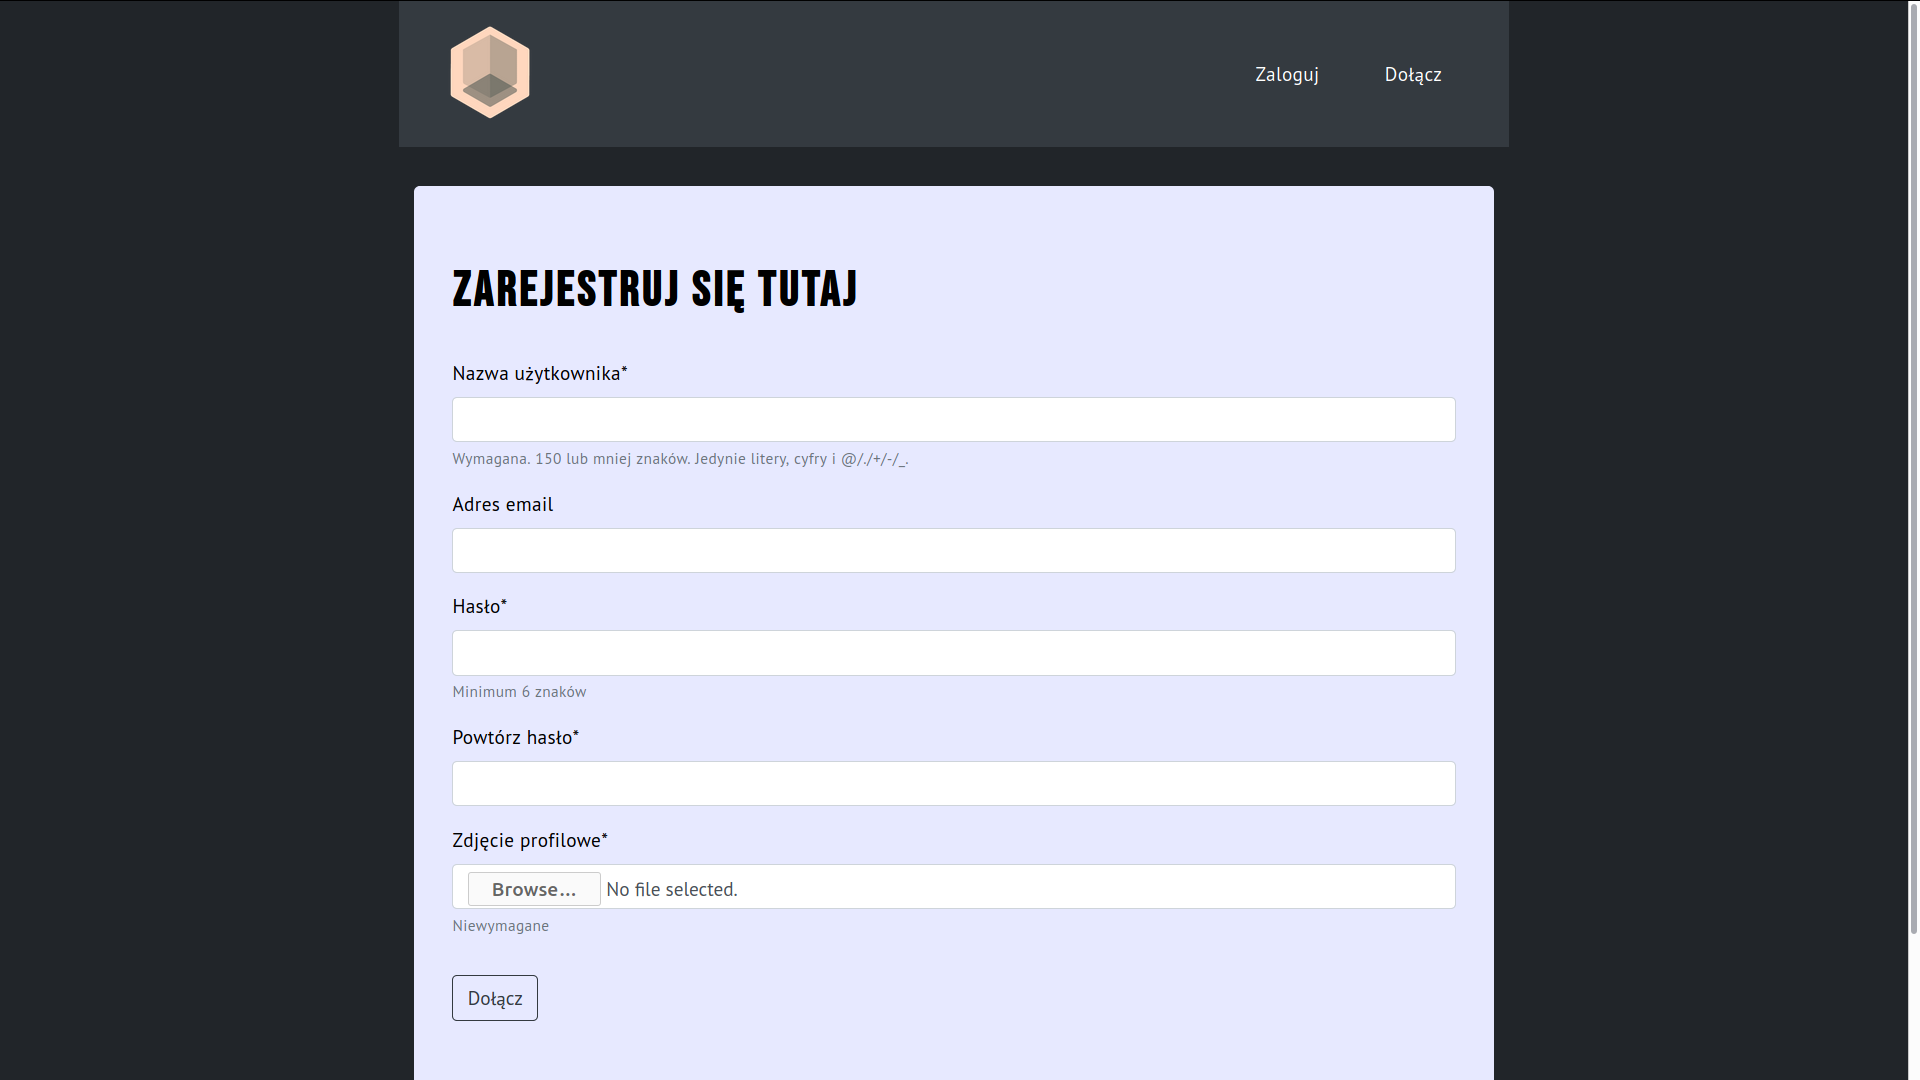 Zaloguj
Dołącz
ZAREJESTRUJ SIĘ TUTAJ
Nazwa użytkownika*
Wymagana. 150 lub mniej znaków. Jedynie litery, cyfry i @/./+/-/_.
Adres email
Hasło*
Minimum 6 znaków
Powtórz hasło*
Zdjęcie profilowe*
Browse... No file selected.
Niewymagane
Dołącz